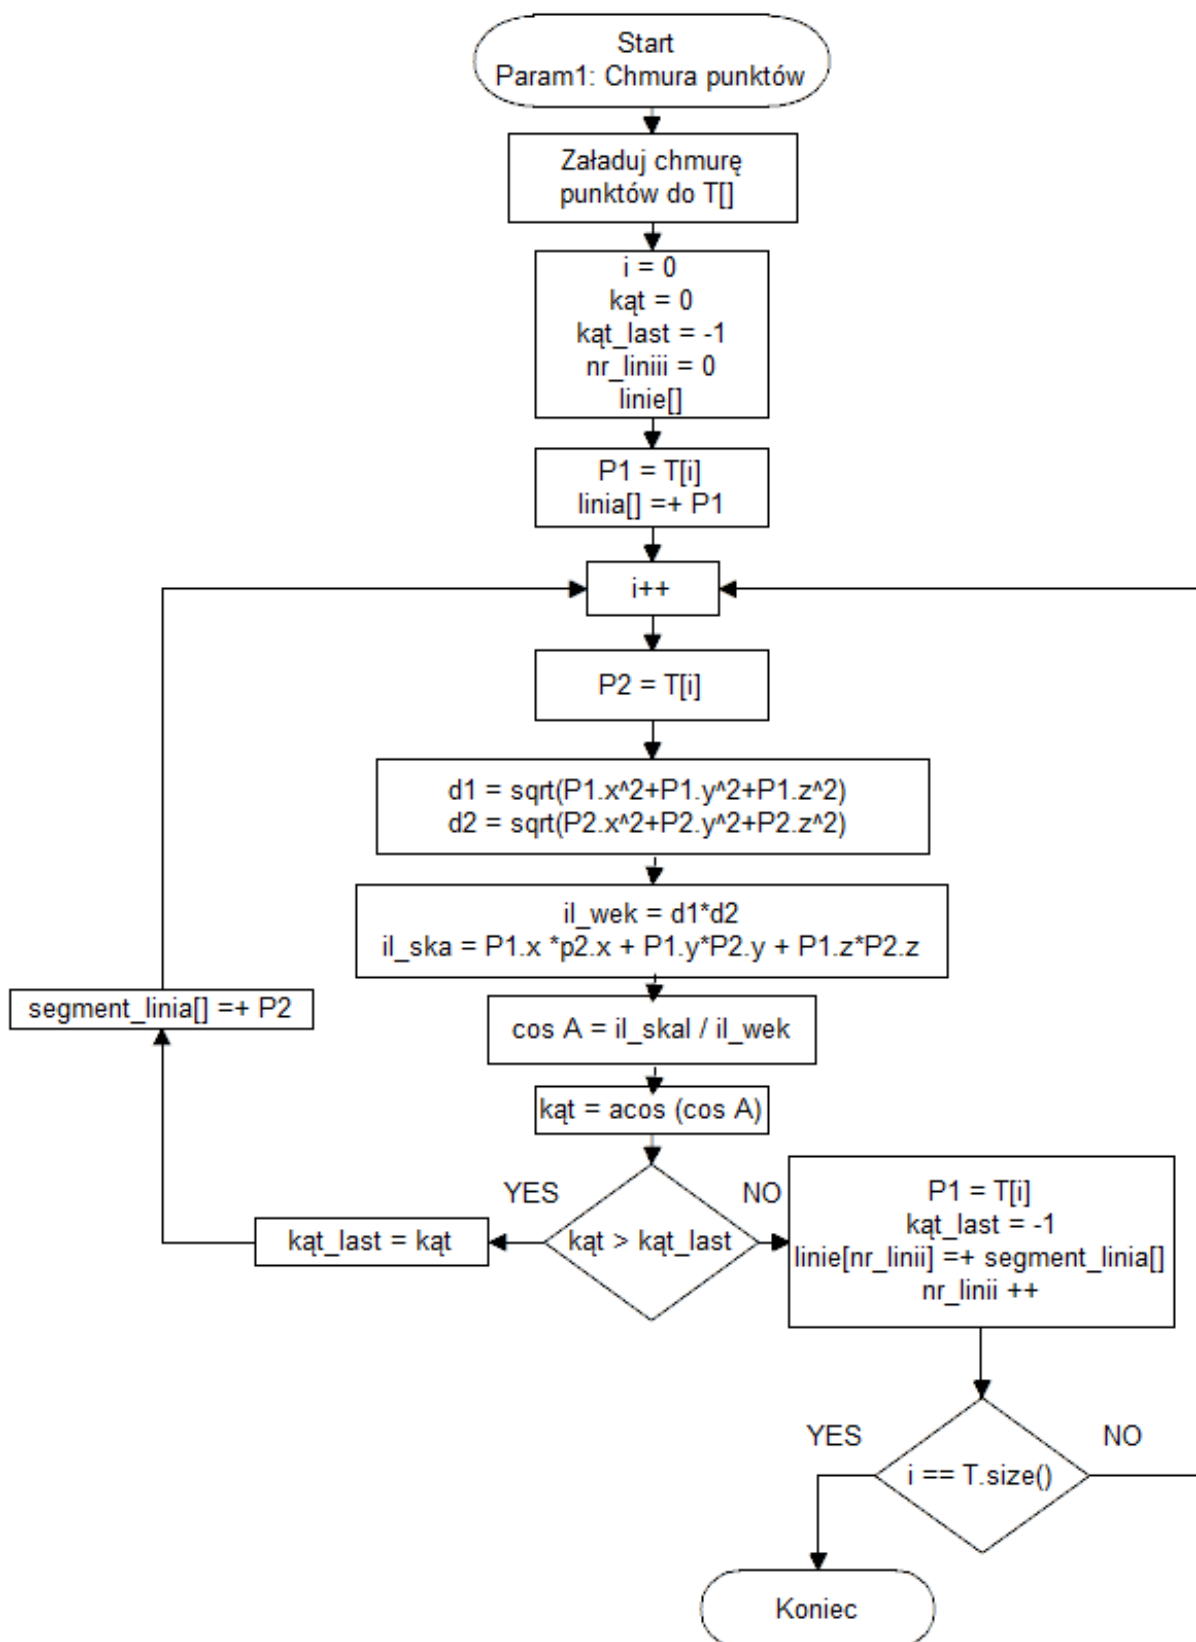 Start
Param1: Chmura punktów
Załaduj chmurę
punktów do T[]
i = 0
kąt = 0
kąt_last = -1
nr_liniii = 0
linie[]
P1 = T[i]
linia[] =+ P1
i++
P2 = T[i]
d1 = sqrt(P1.x^2+P1.y^2+P1.z^2)
d2 = sqrt(P2.x^2+P2.y^2+P2.z^2)
il_wek = d1*d2
il_ska = P1.x *p2.x + P1.y*P2.y + P1.z*P2.z
segment_linia[] =+ P2
cos A = il_skal / il_wek
kąt = acos (cos A)
YES
NO
kąt_last = kąt
kąt > kąt_last
P1 = T[i]
kąt_last = -1
linie[nr_linii] =+ segment_linia[]
nr_linii ++
YES
NO
i == T.size()
Koniec